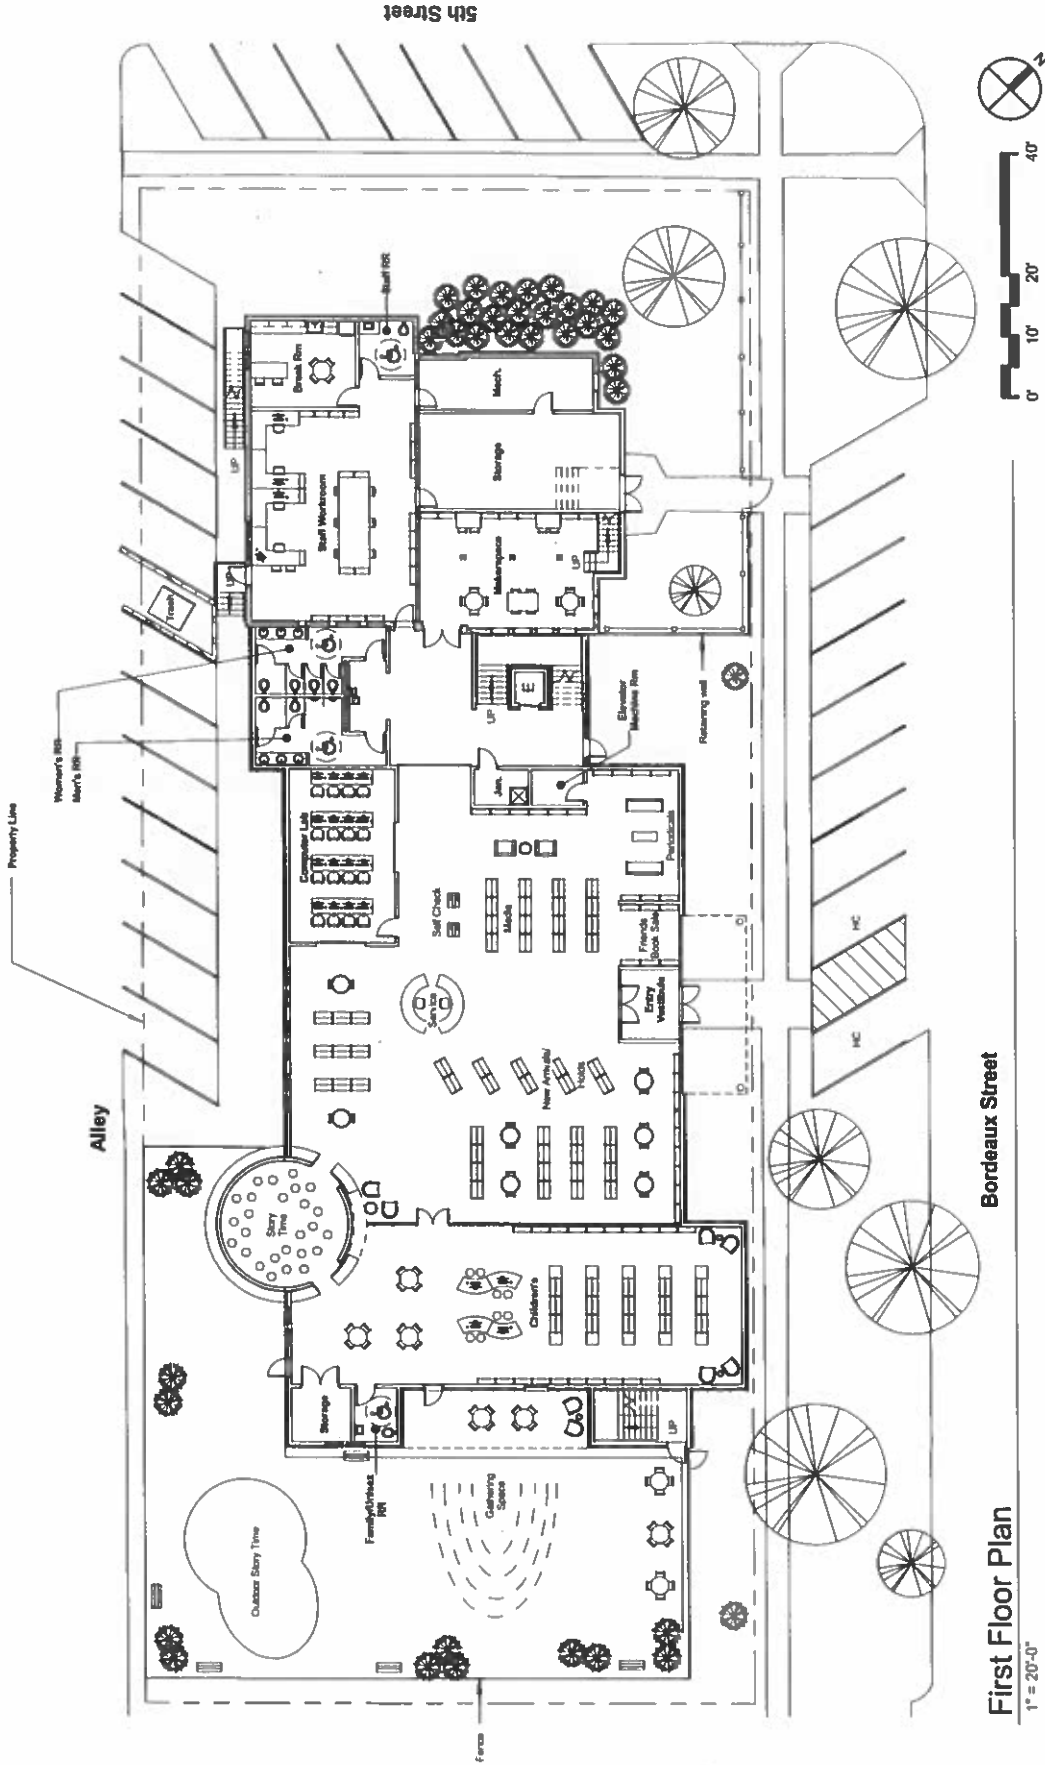 5th Street
Property Line
Women's RR
Men's RR
Alley
Trash
UP
UP
Break Rm
Staff RR
Staff Workroom
Mech.
Storage
Makerspace
UP
Computer Lab
UP
E
Elevator
Machine Rm
Retaining wall
Jan.
Self Check
Media
Periodicals
Friends
Book Sale
Service
Entry
Vestibule
New Arrivals/
Holds
HC
HC
Story
Time
Children's
Storage
Family/Unisex
RR
UP
Gathering
Space
Outdoor Story Time
Fence
Bordeaux Street
First Floor Plan
1" = 20'-0"
0' 10' 20' 40'
N